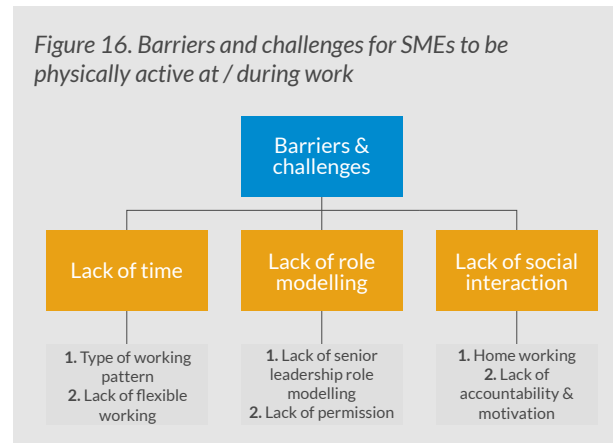 Figure 16. Barriers and challenges for SMEs to be
physically active at / during work
Barriers &
challenges
Lack of time
Lack of role
modelling
Lack of social
interaction
1. Type of working
pattern
2. Lack of flexible
working
1. Lack of senior
leadership role
modelling
2. Lack of permission
1. Home working
2. Lack of
accountability &
motivation